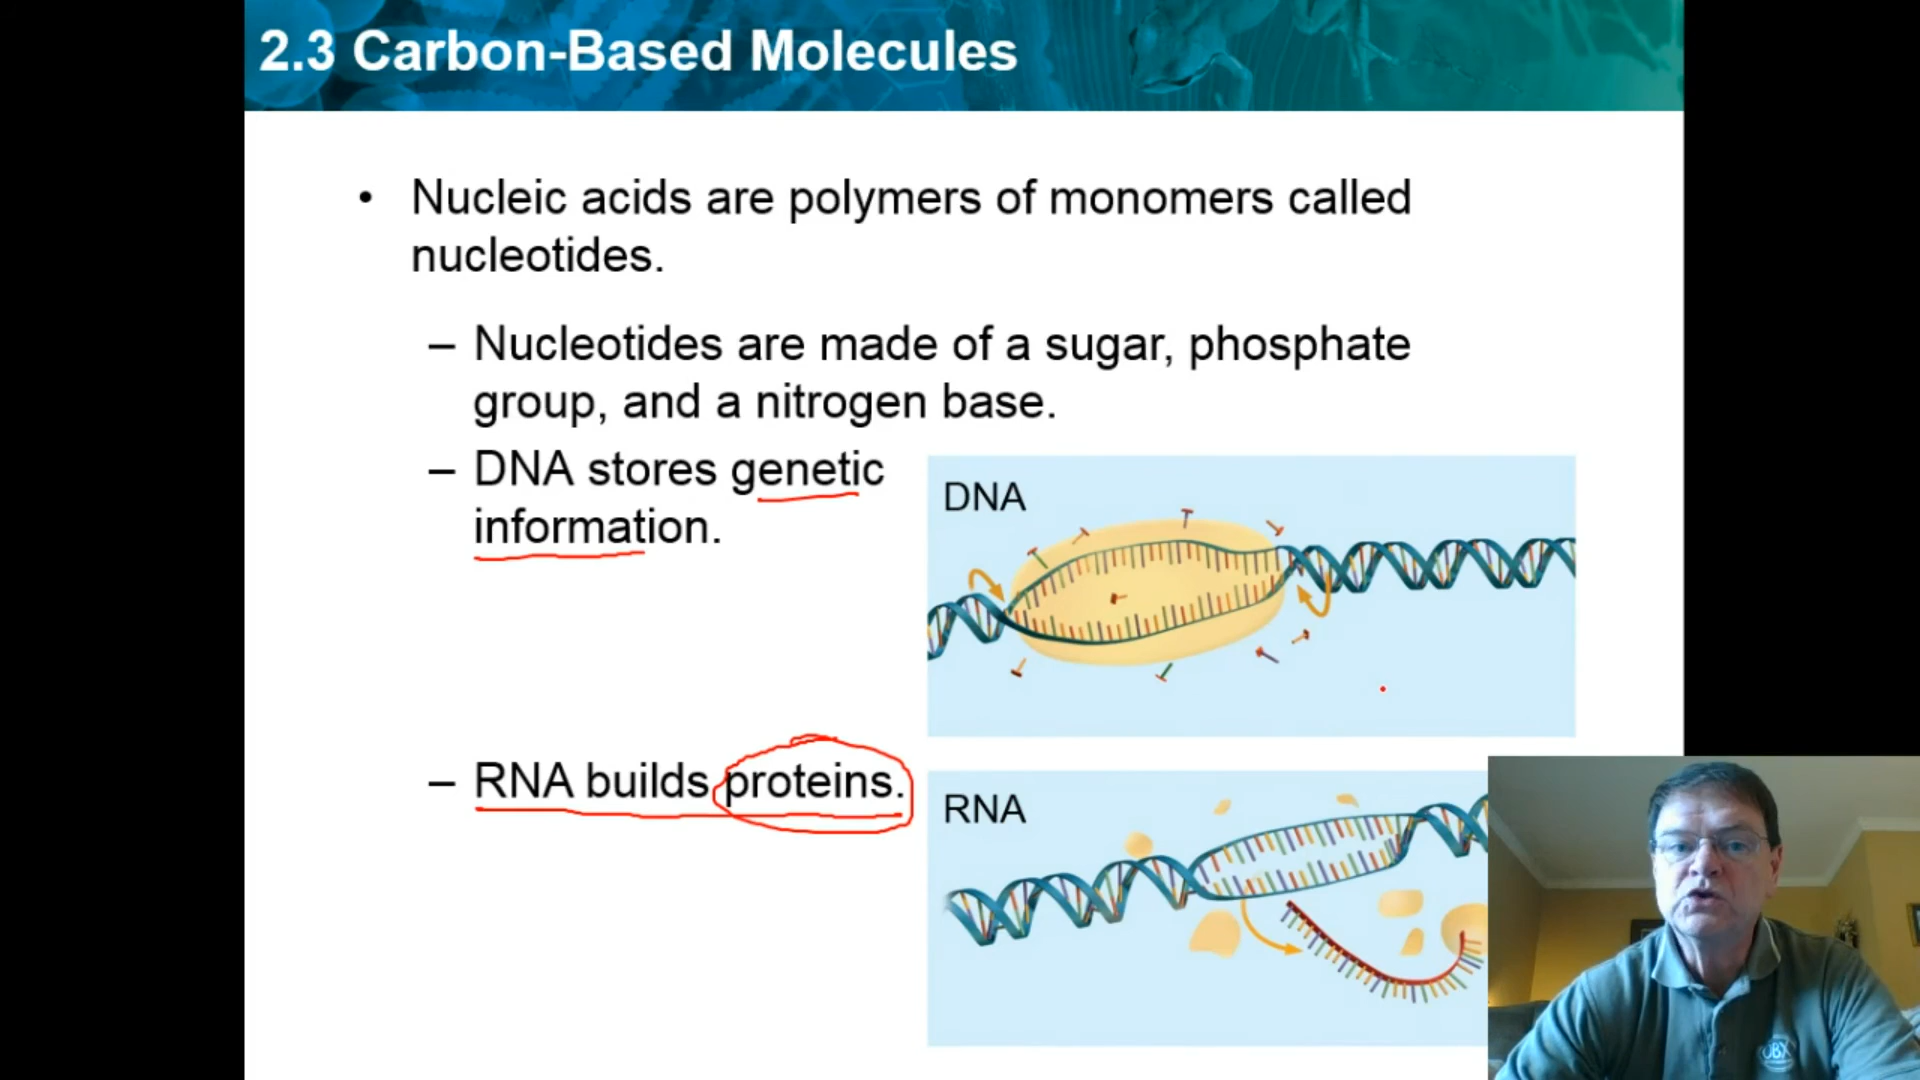 2.3 Carbon-Based Molecules
• Nucleic acids are polymers of monomers called
nucleotides.
– Nucleotides are made of a sugar, phosphate
group, and a nitrogen base.
– DNA stores genetic
information.
DNA
– RNA builds proteins.
RNA
OBX